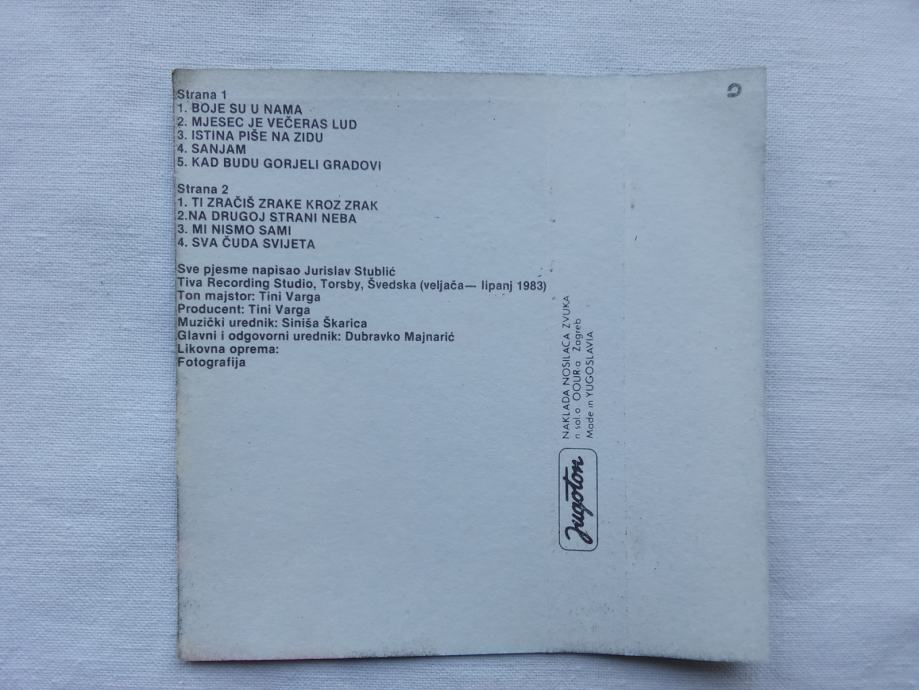 Strana 1
1. BOJE SU U NAMA
2. MJESEC JE VEČERAS LUD
3. ISTINA PIŠE NA ZIDU
4. SANJAM
5. KAD BUDU GORJELI GRADOVI
Strana 2
1. TI ZRAČIŠ ZRAKE KROZ ZRAK
2.NA DRUGOJ STRANI NEBA
3. MI NISMO SAMI
4. SVA ČUDA SVIJETA
Sve pjesme napisao Jurislav Stublić
Tiva Recording Studio, Torsby, Švedska (veljača— lipanj 1983)
Ton majstor: Tini Varga
Producent: Tini Varga
Muzički urednik: Siniša Škarica
Glavni i odgovorni urednik: Dubravko Majnarić
Likovna oprema:
Fotografija
Jugoton
NAKLADA NOSILACA ZVUKA
n sol.o OOUR-a Zagreb
Made in YUGOSLAVIA